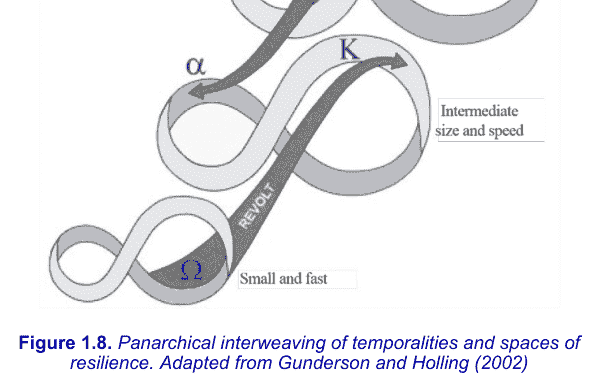 α
K
Intermediate
size and speed
REVOLT
Ω
Small and fast
Figure 1.8. Panarchical interweaving of temporalities and spaces of
resilience. Adapted from Gunderson and Holling (2002)